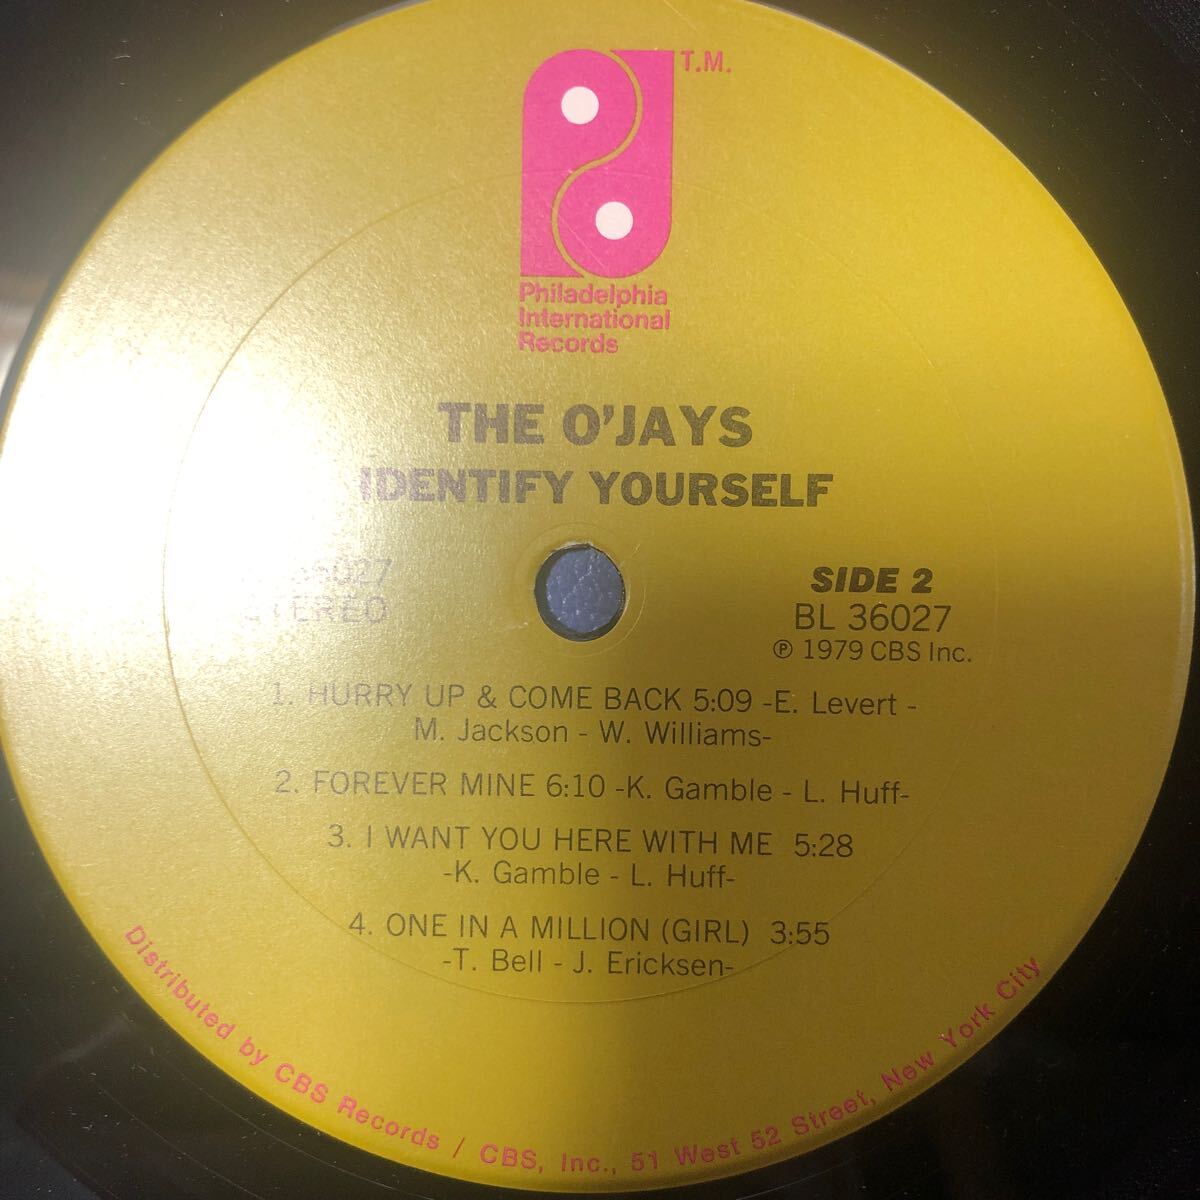 T.M.
Philadelphia
International
Records
THE O'JAYS
IDENTIFY YOURSELF
STEREO
SIDE 2
BL 36027
℗ 1979 CBS Inc.
1. HURRY UP & COME BACK 5:09 -E. Levert -
M. Jackson - W. Williams-
2. FOREVER MINE 6:10 -K. Gamble - L. Huff-
3. I WANT YOU HERE WITH ME 5:28
-K. Gamble - L. Huff-
4. ONE IN A MILLION (GIRL) 3:55
-T. Bell - J. Ericksen-
Distributed by CBS Records / CBS, Inc., 51 West 52 Street, New York City